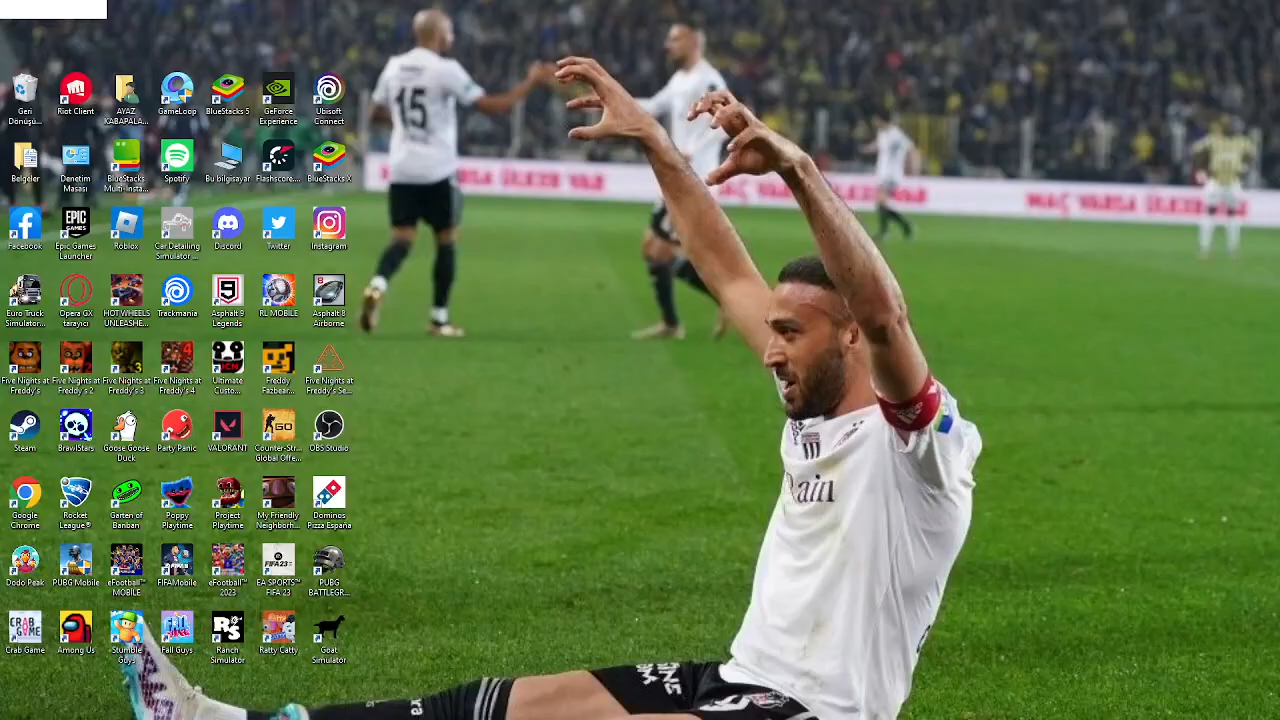 Geri Dönüşü...
Riot Client
AYAZ KABAPALA...
GameLoop
BlueStacks 5
GeForce Experience
Ubisoft Connect
Belgeler
Denetim Masası
BlueStacks Multi-Insta...
Spotify
Bu bilgisayar
Flashscore....
BlueStacks X
Facebook
Epic Games Launcher
Roblox
Car Detailing Simulator ...
Discord
Twitter
Instagram
Euro Truck Simulator...
Opera GX tarayıcı
HOT WHEELS UNLEASHE...
Trackmania
Asphalt 9 Legends
RL MOBILE
Asphalt 8 Airborne
Five Nights at Freddy's
Five Nights at Freddy's 2
Five Nights at Freddy's 3
Five Nights at Freddy's 4
Ultimate Custo...
Freddy Fazbear...
Five Nights at Freddy's Se...
Steam
BrawlStars
Goose Goose Duck
Party Panic
VALORANT
Counter-Str... Global Offe...
OBS Studio
Google Chrome
Rocket League®
Garten of Banban
Poppy Playtime
Project Playtime
My Friendly Neighborh...
Dominos Pizza España
Dodo Peak
PUBG Mobile
eFootball™ MOBILE
FIFAMobile
eFootball™ 2023
EA SPORTS™ FIFA 23
PUBG BATTLEGR...
Crab Game
Among Us
Stumble Guys
Fall Guys
Ranch Simulator
Ratty Catty
Goat Simulator
15
MAÇ VARSA ÜLKER VAR
MAÇ VARSA ÜLKER VAR
Rain